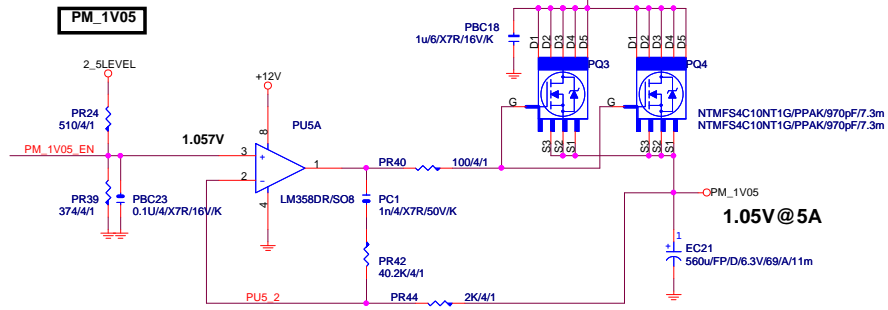 PM_1V05
2_5LEVEL
PR24
510/4/1
PM_1V05_EN
PR39
374/4/1
PBC23
0.1U/4/X7R/16V/K
1.057V
+12V
PU5A
8
3
+
2
-
1
4
LM358DR/SO8
PR40
100/4/1
PC1
1n/4/X7R/50V/K
PR42
40.2K/4/1
PU5_2
PR44
2K/4/1
PBC18
1u/6/X7R/16V/K
D1
D2
D3
D4
D5
PQ3
G
S3
S2
S1
D1
D2
D3
D4
D5
PQ4
G
S3
S2
S1
NTMFS4C10NT1G/PPAK/970pF/7.3m
NTMFS4C10NT1G/PPAK/970pF/7.3m
PM_1V05
1.05V@5A
1
+
EC21
560u/FP/D/6.3V/69/A/11m